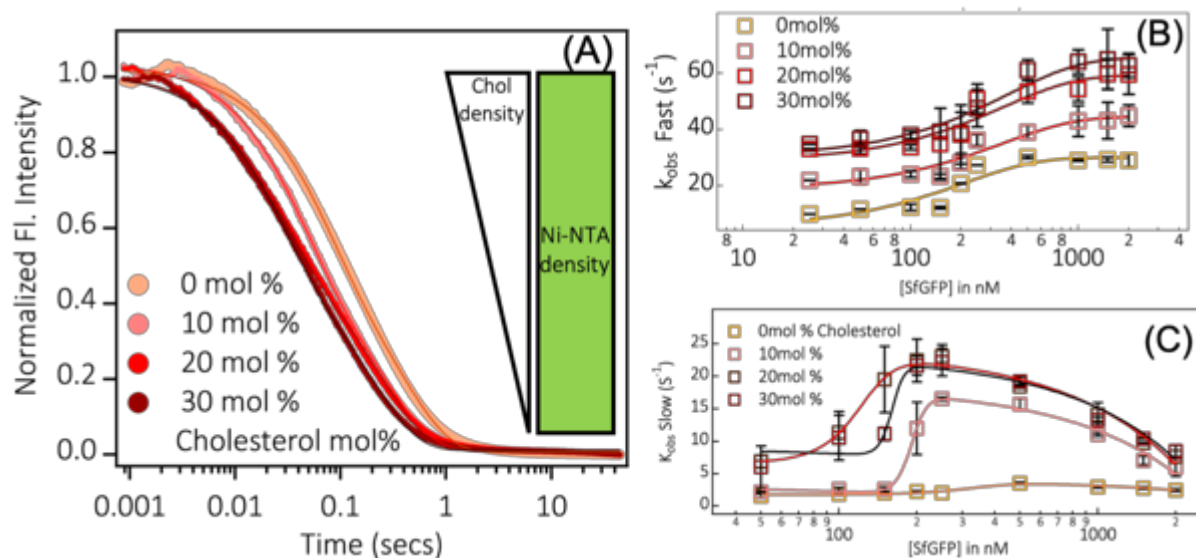 (A)
Normalized Fl. Intensity
1.0
0.8
0.6
0.4
0.2
0.0
0 mol %
10 mol %
20 mol %
30 mol %
Cholesterol mol%
Chol
density
Ni-NTA
density
0.001
0.01
0.1
1
10
Time (secs)
(B)
kobs Fast (s-1)
60
40
20
0mol%
10mol%
20mol%
30mol%
8 2 4 6 8 2 4 6 8 2 4
10 100 1000
[SfGFP] in nM
(C)
Kobs Slow (S-1)
25
20
15
10
5
0
0mol % Cholesterol
10mol %
20mol %
30mol %
4 5 6 7 8 9 2 3 4 5 6 7 8 9 2
100 1000
[SfGFP] in nM